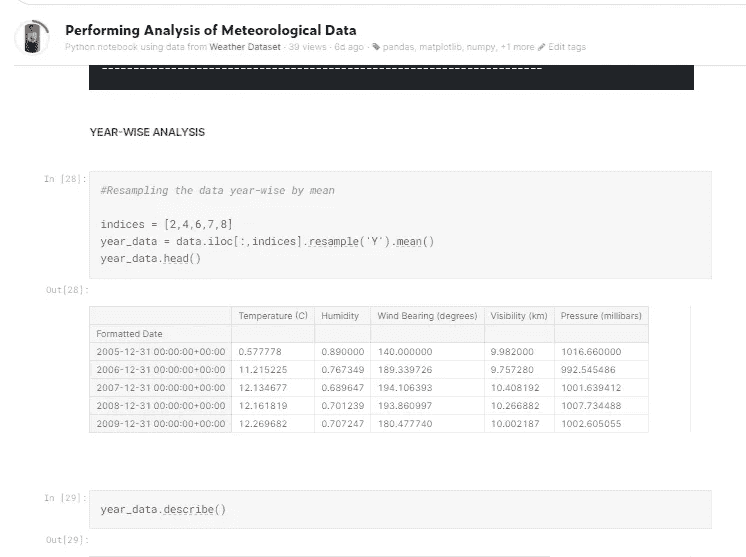 Performing Analysis of Meteorological Data
Python notebook using data from Weather Dataset · 39 views · 6d ago · pandas, matplotlib, numpy, +1 more Edit tags
----------------------------------------------------------------------
YEAR-WISE ANALYSIS
In [28]:
#Resampling the data year-wise by mean
indices = [2,4,6,7,8]
year_data = data.iloc[:,indices].resample('Y').mean()
year_data.head()
Out[28]:
Temperature (C) Humidity Wind Bearing (degrees) Visibility (km) Pressure (millibars)
Formatted Date
2005-12-31 00:00:00+00:00 0.577778 0.890000 140.000000 9.982000 1016.660000
2006-12-31 00:00:00+00:00 11.215225 0.767349 189.339726 9.757280 992.545486
2007-12-31 00:00:00+00:00 12.134677 0.689647 194.106393 10.408192 1001.639412
2008-12-31 00:00:00+00:00 12.161819 0.701239 193.860997 10.266882 1007.734488
2009-12-31 00:00:00+00:00 12.269682 0.707247 180.477740 10.002187 1002.605055
In [29]:
year_data.describe()
Out[29]: